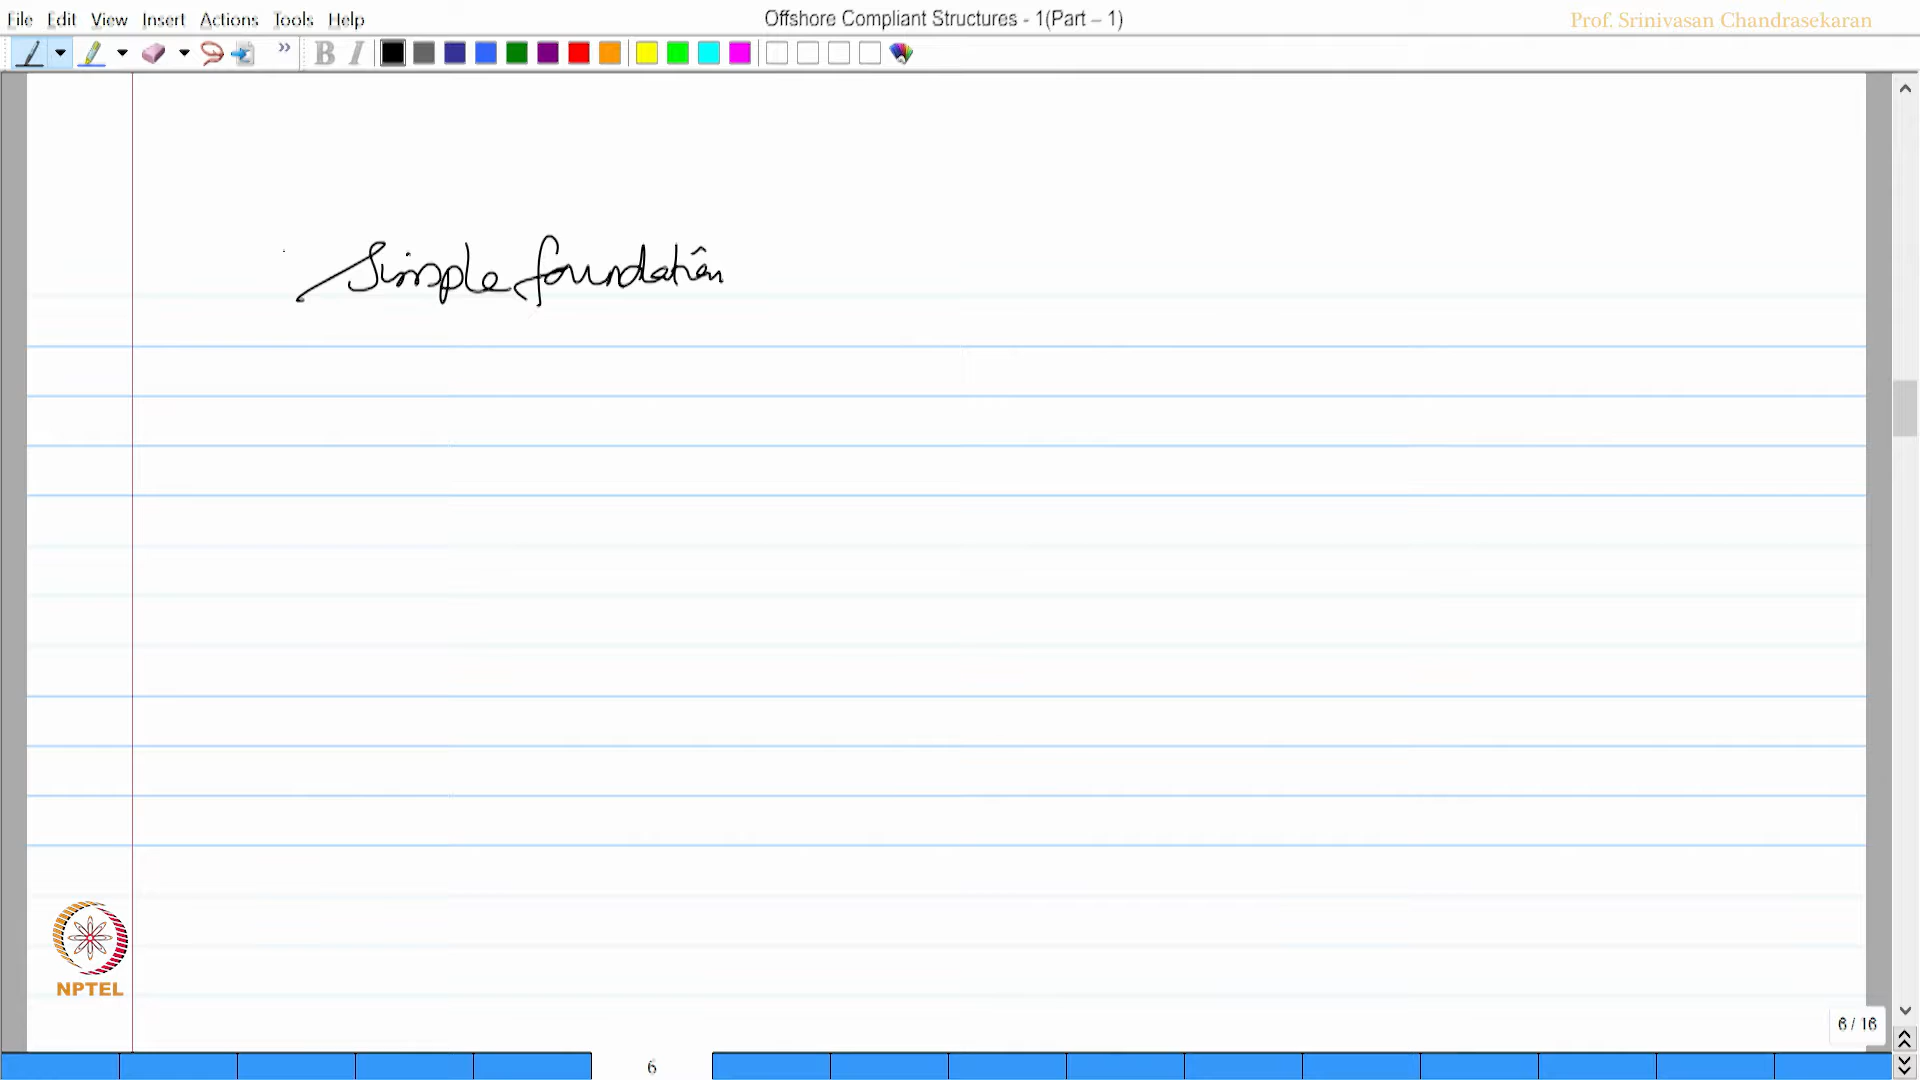 File Edit View Insert Actions Tools Help
Offshore Compliant Structures - 1(Part – 1)
Prof. Srinivasan Chandrasekaran
B I
Simple foundation
NPTEL
6 / 16
6